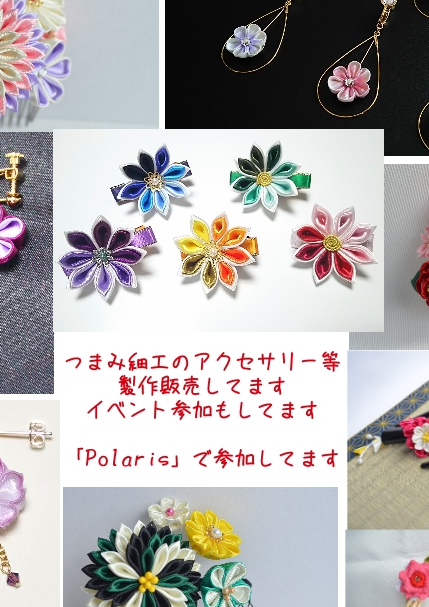 つまみ細工のアクセサリー等
製作販売してます
イベント参加もしてます
「Polaris」で参加してます